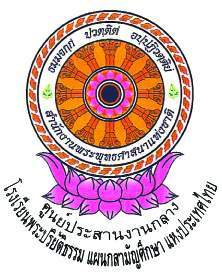 ธมฺมจกฺกํ ปวตฺติตํ อปฺปฏิวตฺติยํ
สำนักงานพระพุทธศาสนาแห่งชาติ
ศูนย์ประสานงานกลาง
โรงเรียนพระปริยัติธรรม แผนกสามัญศึกษา แห่งประเทศไทย